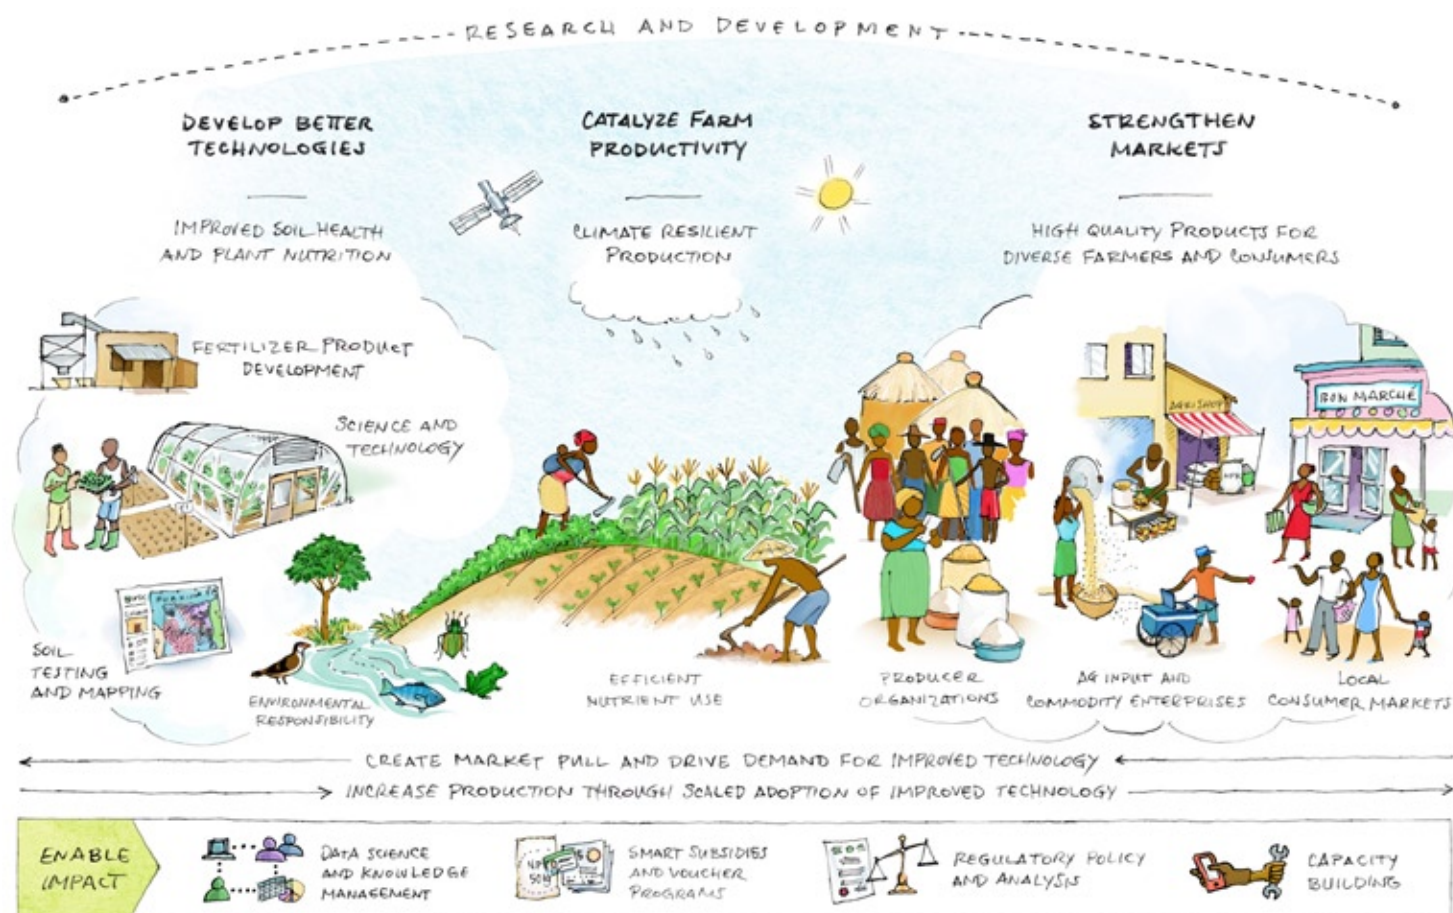 RESEARCH AND DEVELOPMENT
DEVELOP BETTER
TECHNOLOGIES
IMPROVED SOIL HEALTH
AND PLANT NUTRITION
CATALYZE FARM
PRODUCTIVITY
CLIMATE RESILIENT
PRODUCTION
STRENGTHEN
MARKETS
HIGH QUALITY PRODUCTS FOR
DIVERSE FARMERS AND CONSUMERS
FERTILIZER PRODUCT
DEVELOPMENT
SCIENCE AND
TECHNOLOGY
SOIL
TESTING
AND MAPPING
ENVIRONMENTAL
RESPONSIBILITY
EFFICIENT
NUTRIENT USE
AGRISHOP
BON MARCHÉ
PRODUCER
ORGANIZATIONS
AG INPUT AND
COMMODITY ENTERPRISES
LOCAL
CONSUMER MARKETS
CREATE MARKET PULL AND DRIVE DEMAND FOR IMPROVED TECHNOLOGY
INCREASE PRODUCTION THROUGH SCALED ADOPTION OF IMPROVED TECHNOLOGY
ENABLE
IMPACT
DATA SCIENCE
AND KNOWLEDGE
MANAGEMENT
SMART SUBSIDIES
AND VOUCHER
PROGRAMS
REGULATORY POLICY
AND ANALYSIS
CAPACITY
BUILDING